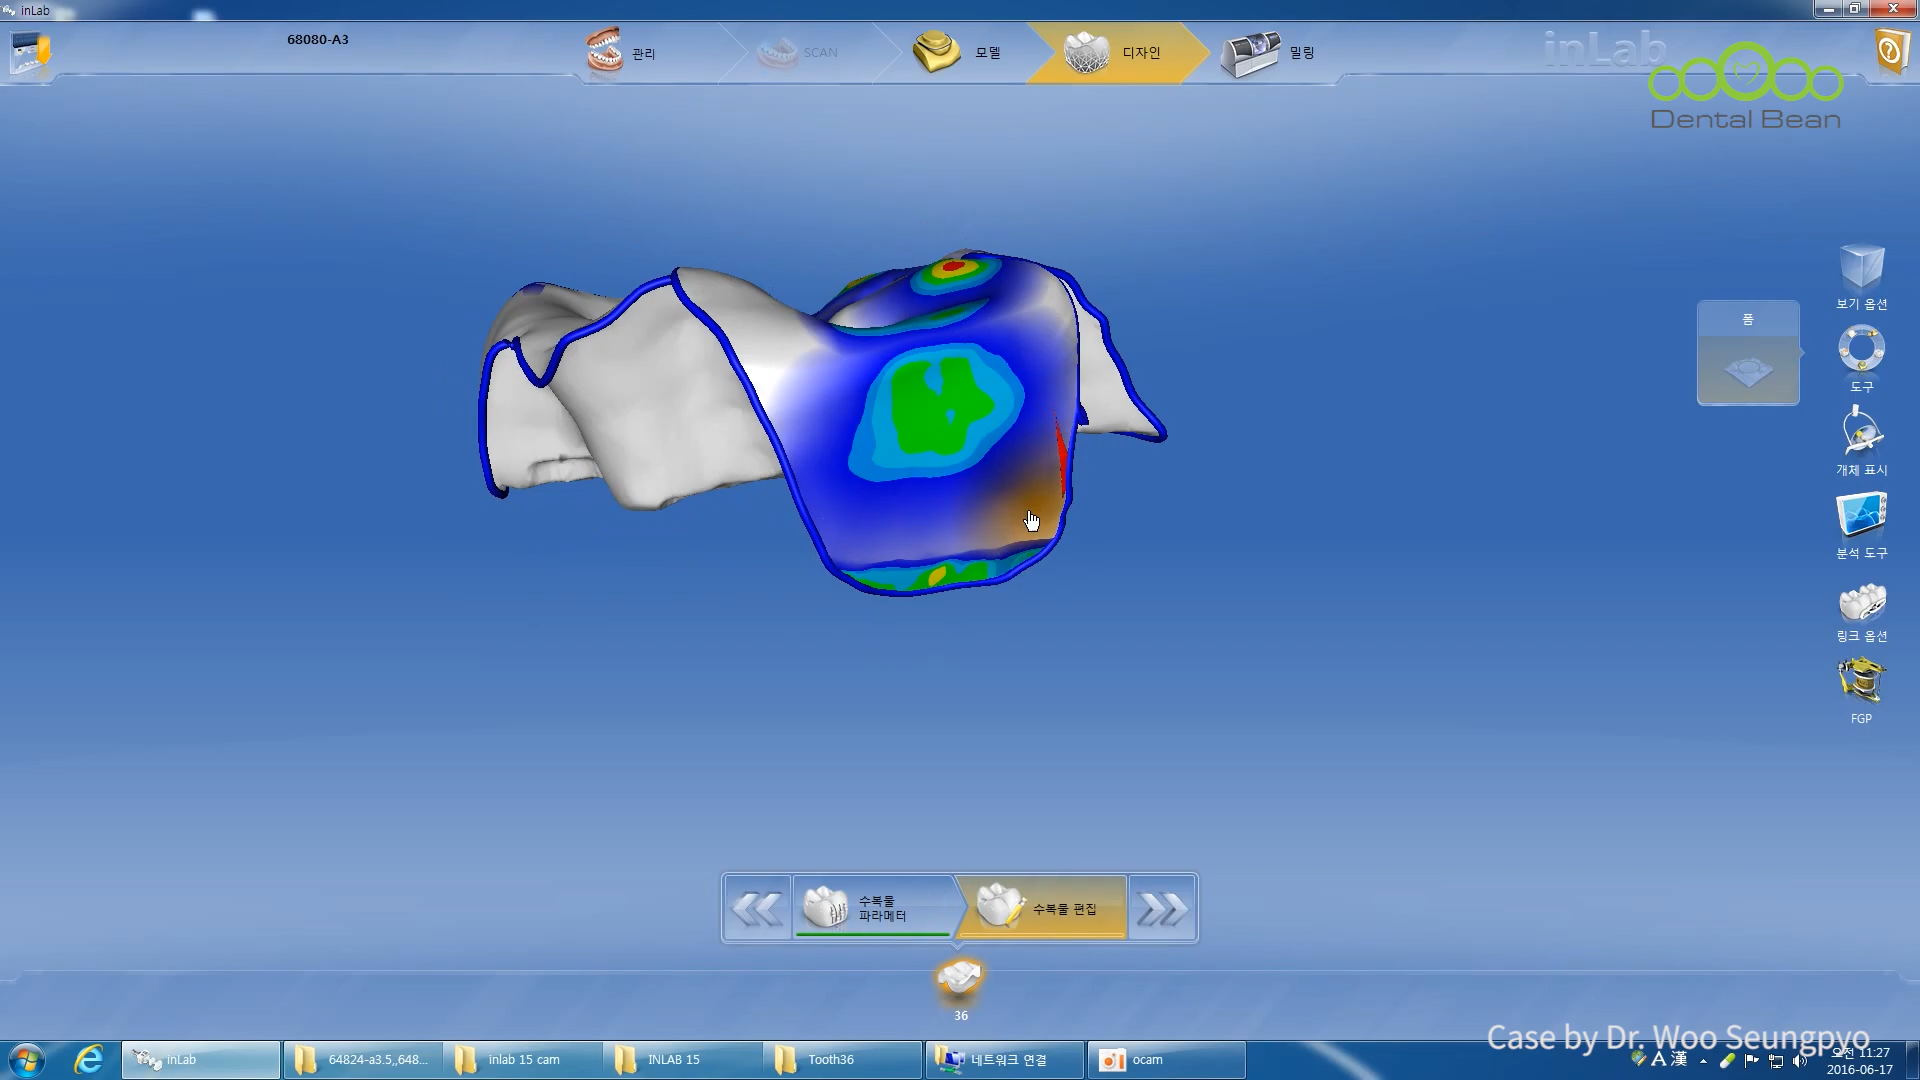 inLab
68080-A3
관리
SCAN
모델
디자인
밀링
inLab
Dental Bean
보기 옵션
폼
도구
개체 표시
분석 도구
링크 옵션
FGP
수복물
파라메터
수복물 편집
36
Case by Dr. Woo Seungpyo
inLab
64824-a3.5,,648...
inlab 15 cam
INLAB 15
Tooth36
네트워크 연결
ocam
A 漢
오전 11:27
2016-06-17